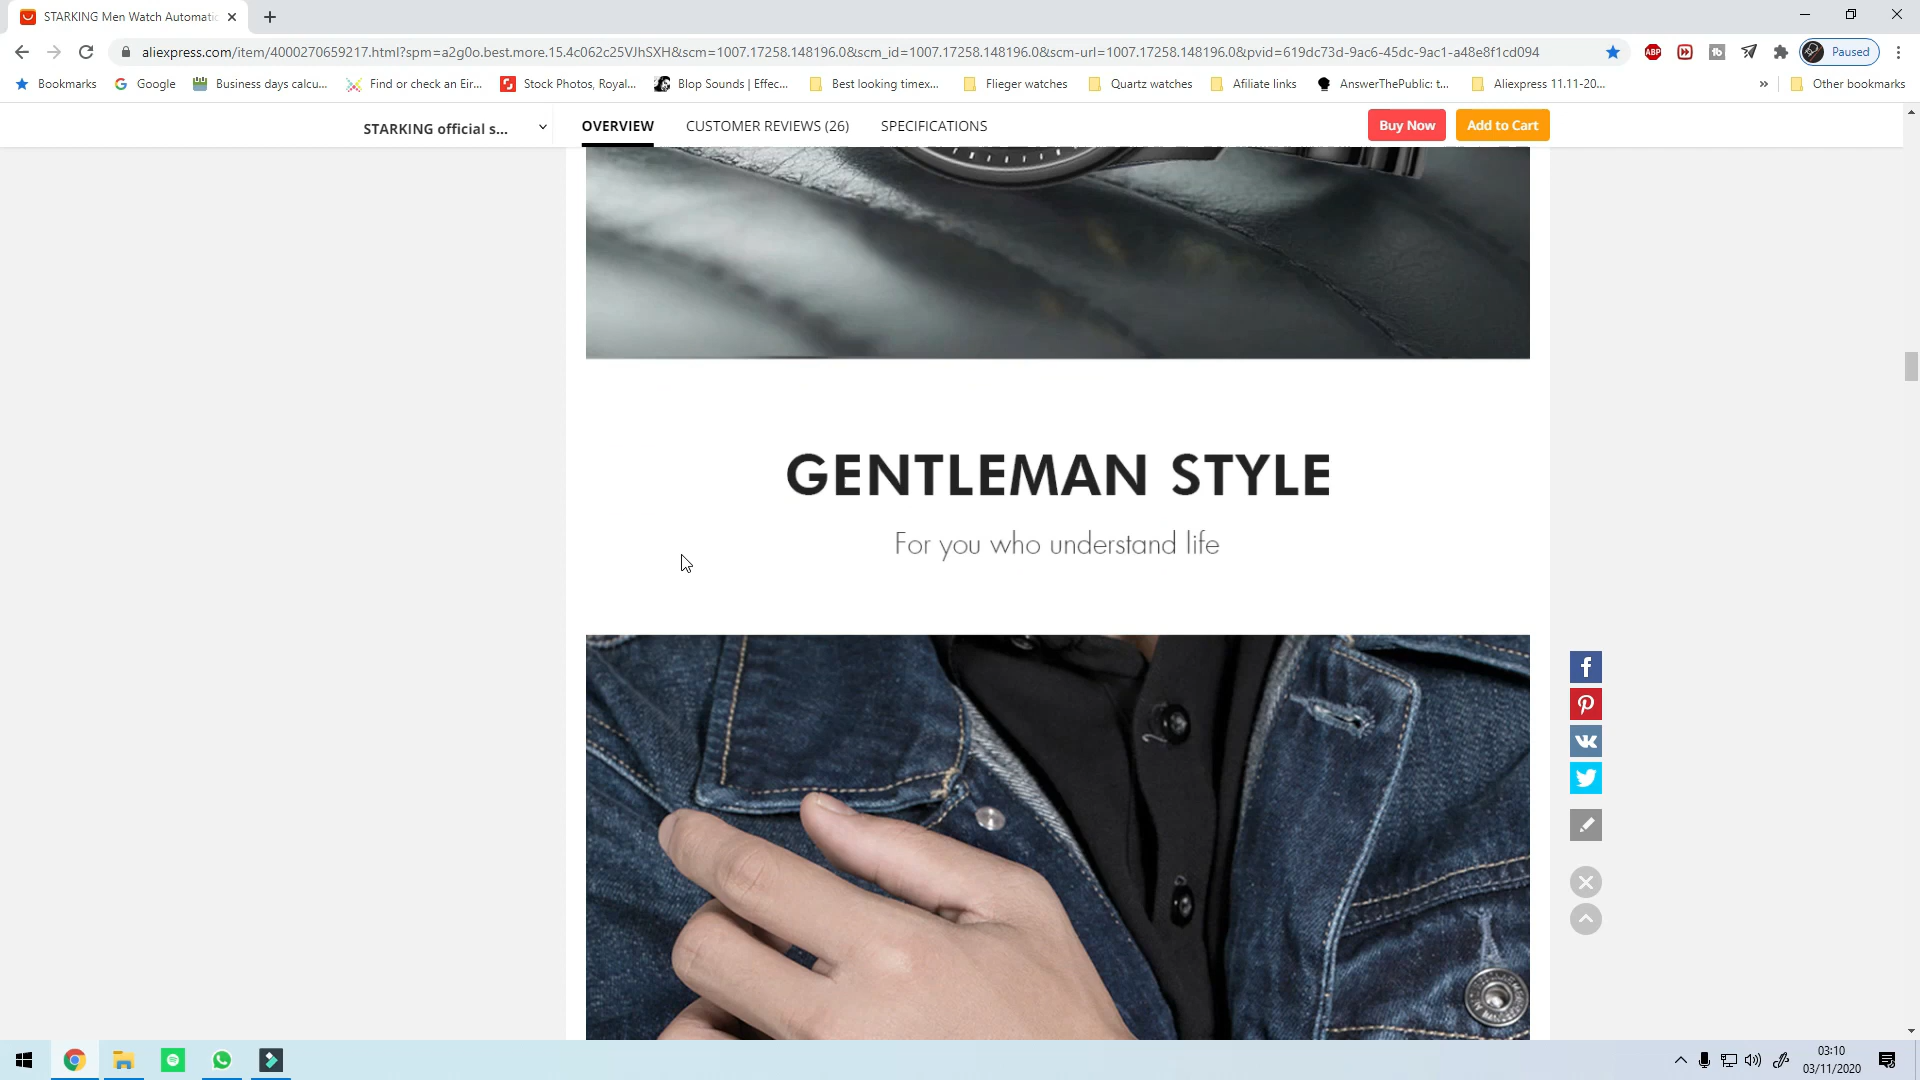 STARKING Men Watch Automatic
aliexpress.com/item/4000270659217.html?spm=a2g0o.best.more.15.4c062c25VJhSXH&scm=1007.17258.148196.0&scm_id=1007.17258.148196.0&scm-url=1007.17258.148196.0&pvid=619dc73d-9ac6-45dc-9ac1-a48e8f1cd094
ABP
Paused
Bookmarks
Google
Business days calcu...
Find or check an Eir...
Stock Photos, Royal...
Blop Sounds | Effec...
Best looking timex...
Flieger watches
Quartz watches
Afiliate links
AnswerThePublic: t...
Aliexpress 11.11-20...
»
Other bookmarks
STARKING official s...
OVERVIEW
CUSTOMER REVIEWS (26)
SPECIFICATIONS
Buy Now
Add to Cart
GENTLEMAN STYLE
For you who understand life
03:10
03/11/2020